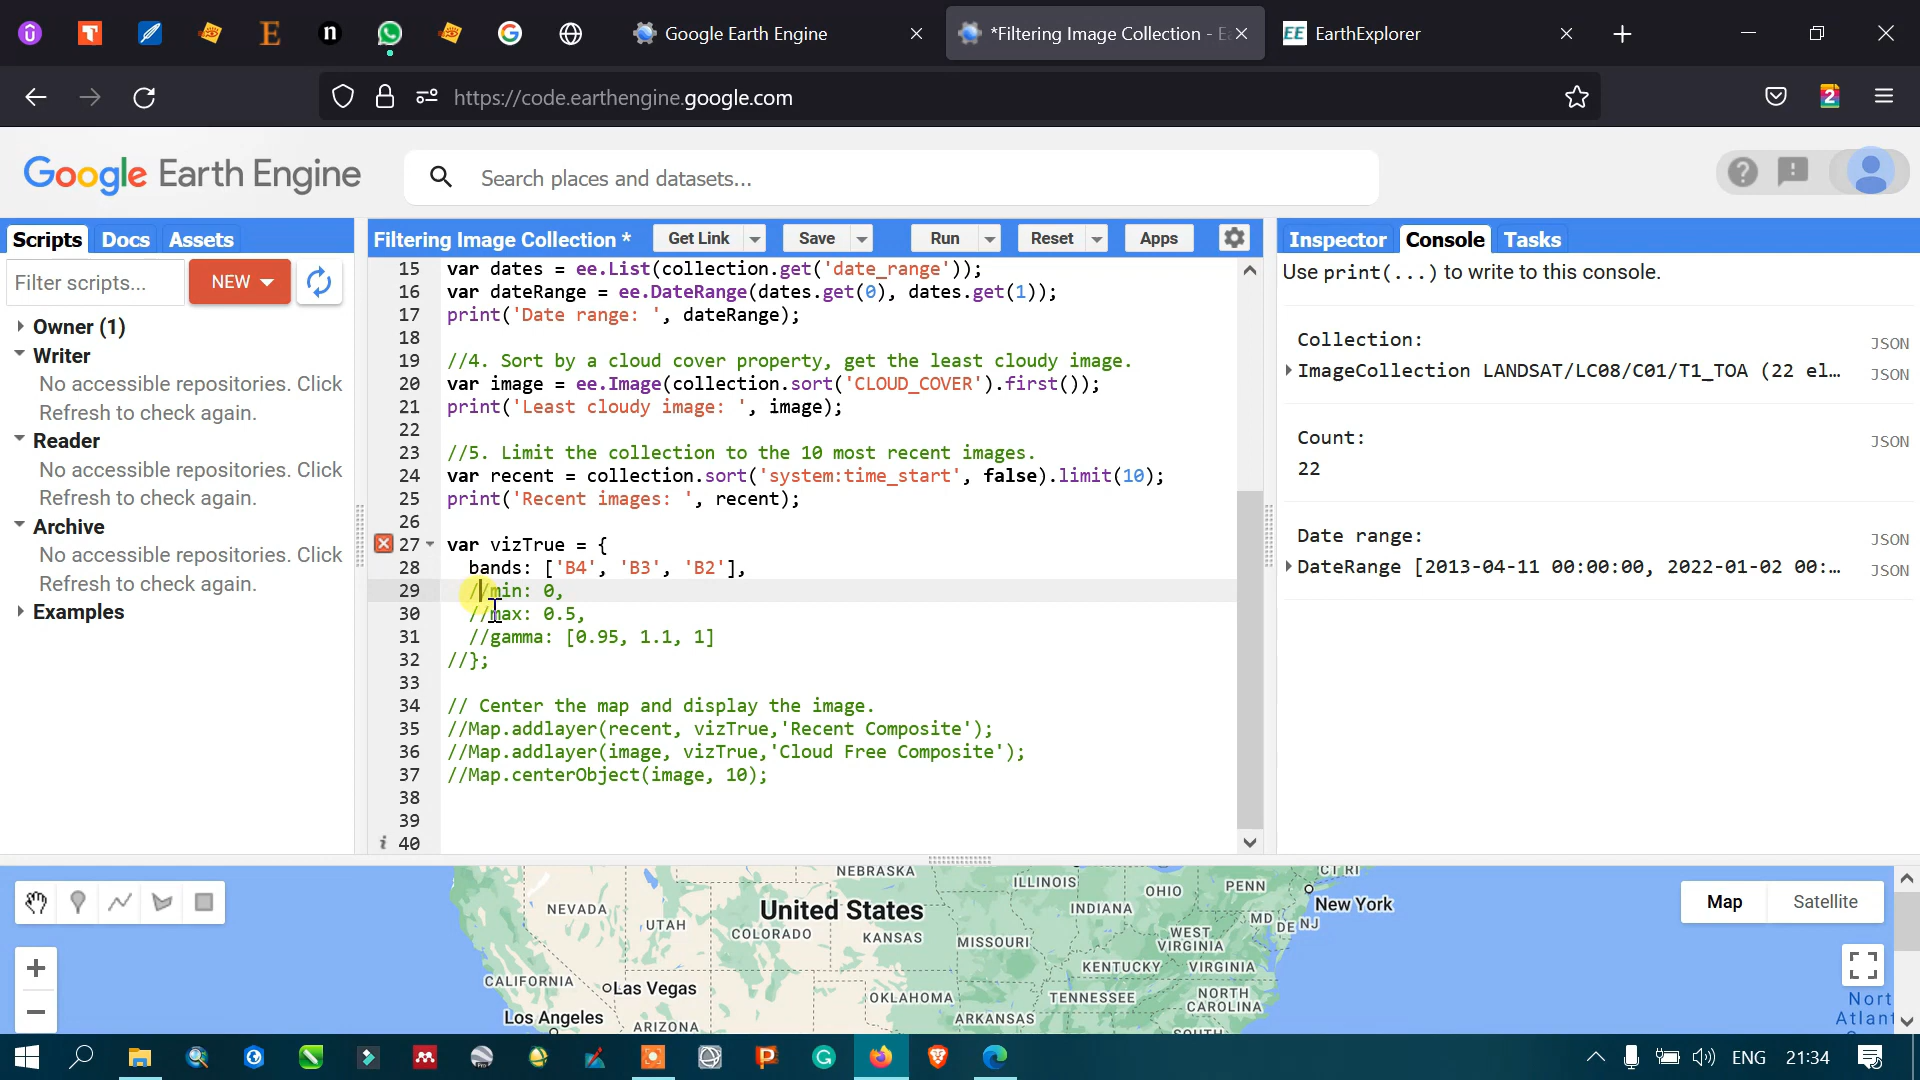 Google Earth Engine
*Filtering Image Collection - E
EE EarthExplorer
https://code.earthengine.google.com
2
Google Earth Engine
Search places and datasets...
Scripts Docs Assets
Filter scripts... NEW
Owner (1)
Writer
No accessible repositories. Click
Refresh to check again.
Reader
No accessible repositories. Click
Refresh to check again.
Archive
No accessible repositories. Click
Refresh to check again.
Examples
Filtering Image Collection * Get Link Save Run Reset Apps
15 var dates = ee.List(collection.get('date_range'));
16 var dateRange = ee.DateRange(dates.get(0), dates.get(1));
17 print('Date range: ', dateRange);
18
19 //4. Sort by a cloud cover property, get the least cloudy image.
20 var image = ee.Image(collection.sort('CLOUD_COVER').first());
21 print('Least cloudy image: ', image);
22
23 //5. Limit the collection to the 10 most recent images.
24 var recent = collection.sort('system:time_start', false).limit(10);
25 print('Recent images: ', recent);
26
27 var vizTrue = {
28 bands: ['B4', 'B3', 'B2'],
29 //min: 0,
30 //max: 0.5,
31 //gamma: [0.95, 1.1, 1]
32 //};
33
34 // Center the map and display the image.
35 //Map.addlayer(recent, vizTrue,'Recent Composite');
36 //Map.addlayer(image, vizTrue,'Cloud Free Composite');
37 //Map.centerObject(image, 10);
38
39
i 40
Inspector Console Tasks
Use print(...) to write to this console.
Collection: JSON
ImageCollection LANDSAT/LC08/C01/T1_TOA (22 el... JSON
Count: JSON
22
Date range: JSON
DateRange [2013-04-11 00:00:00, 2022-01-02 00:... JSON
Map Satellite
NEBRASKA
ILLINOIS
OHIO
PENN
CT RI
New York
NEVADA
United States
INDIANA
MD
DE NJ
UTAH
COLORADO
KANSAS
MISSOURI
WEST
VIRGINIA
KENTUCKY
VIRGINIA
CALIFORNIA
Las Vegas
OKLAHOMA
TENNESSEE
NORTH
CAROLINA
Los Angeles
ARIZONA
ARKANSAS
SOUTH
Nort
Atlant
ENG 21:34